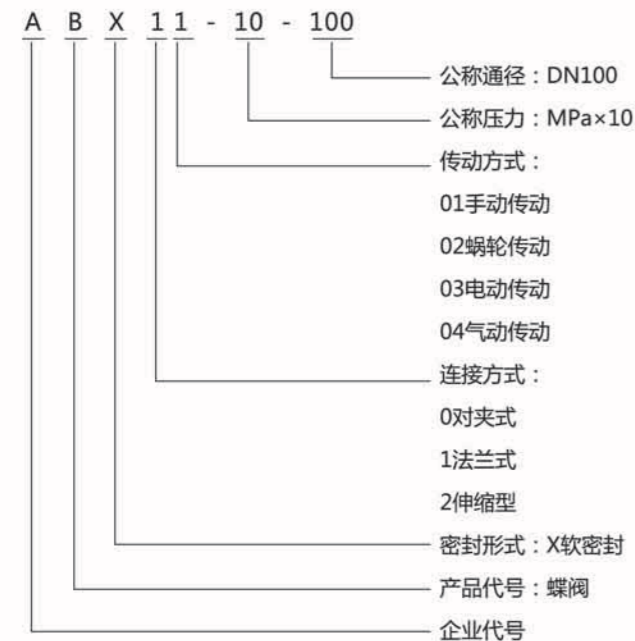 A B X 1 1 - 10 - 100
公称通径：DN100
公称压力：MPa×10
传动方式：
01手动传动
02蜗轮传动
03电动传动
04气动传动
连接方式：
0对夹式
1法兰式
2伸缩型
密封形式：X软密封
产品代号：蝶阀
企业代号